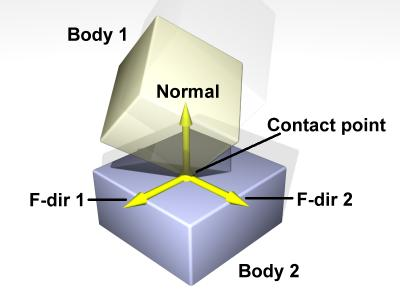 Body 1
Normal
Contact point
F-dir 1
F-dir 2
Body 2